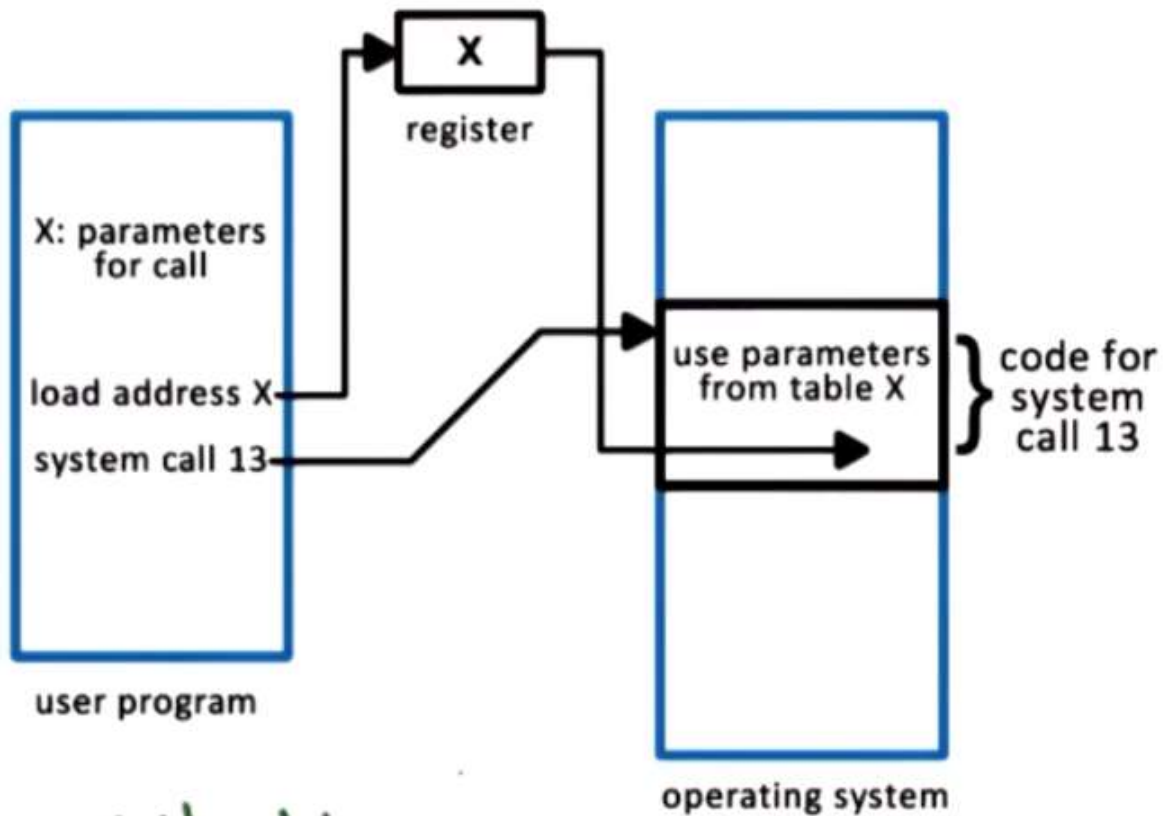 X
register
X: parameters
for call
load address X
system call 13
user program
use parameters
from table X
code for
system
call 13
operating system